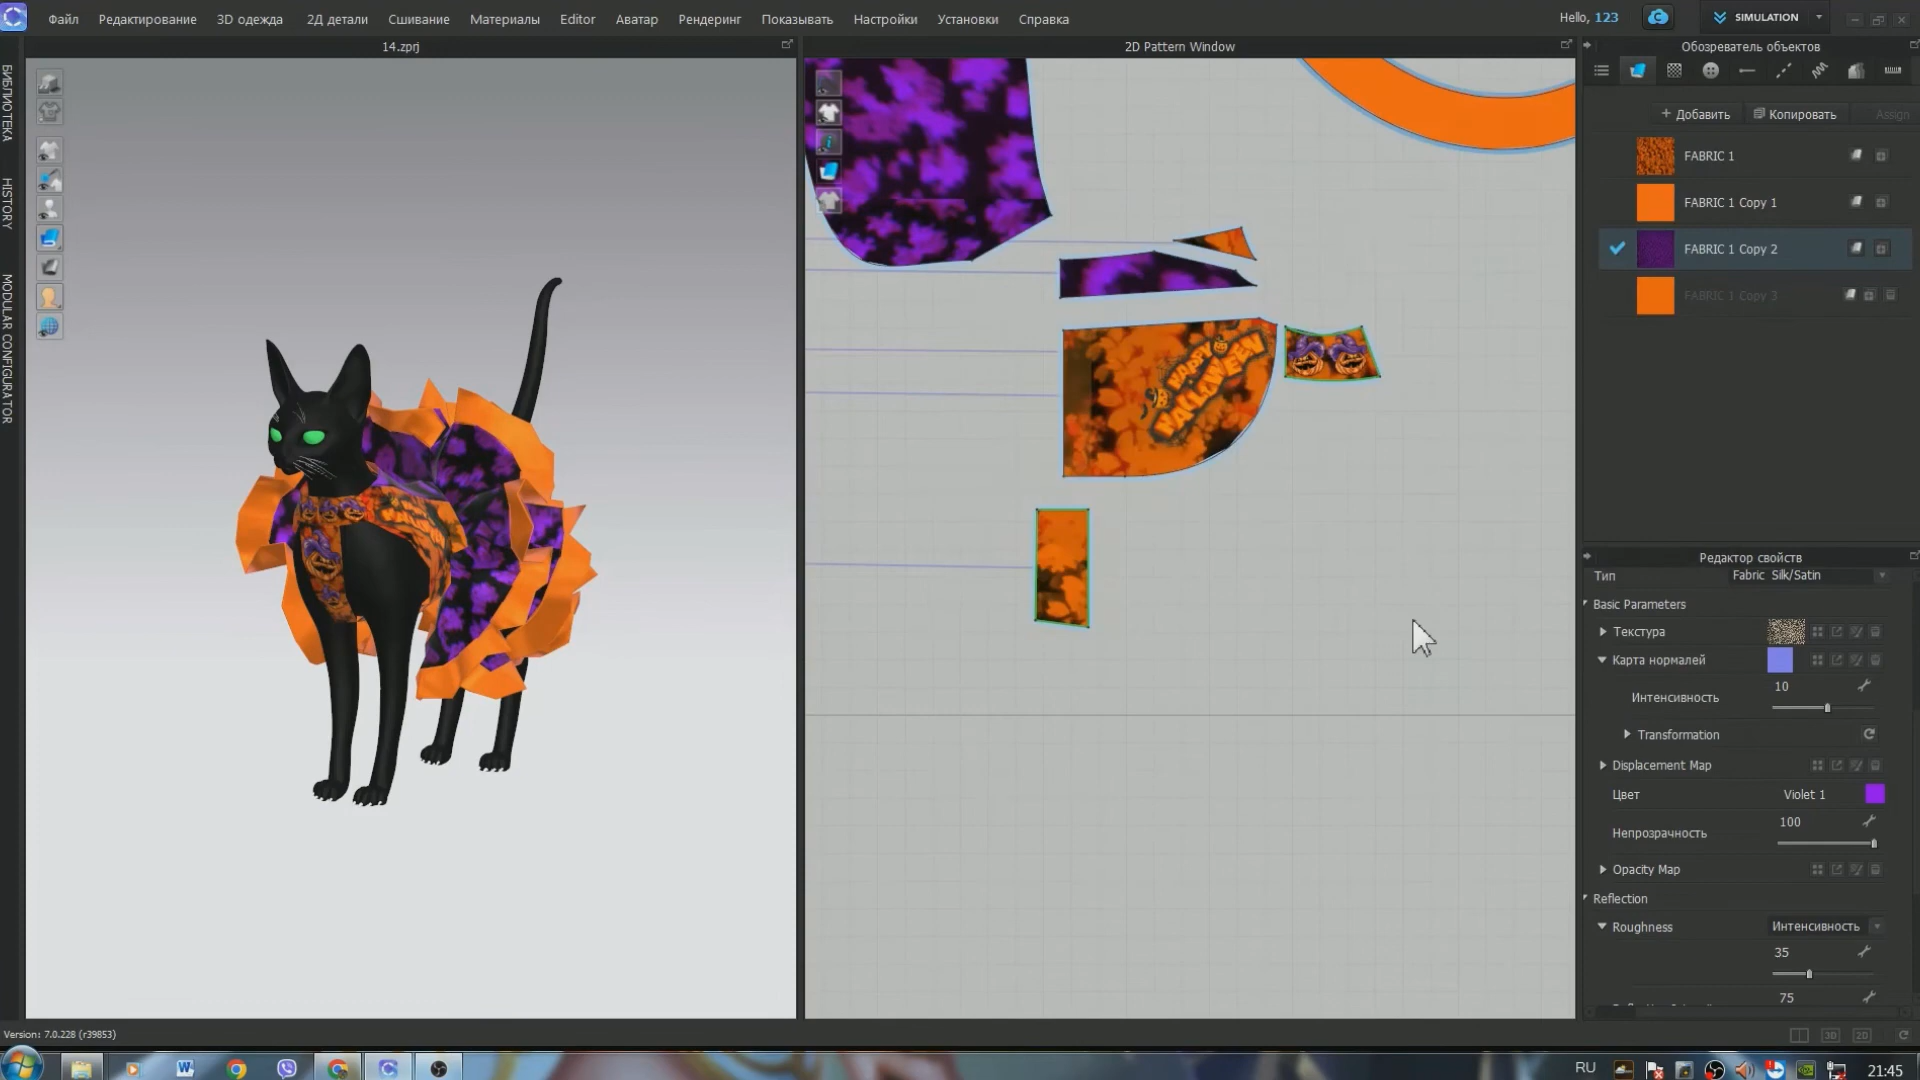 Файл Редактирование 3D одежда 2Д детали Сшивание Материалы Editor Аватар Рендеринг Показывать Настройки Установки Справка Hello, 123 SIMULATION
14.zprj 2D Pattern Window Обозреватель объектов
БИБЛИОТЕКА
HISTORY
MODULAR CONFIGURATOR
+ Добавить Копировать Assign
FABRIC 1
FABRIC 1 Copy 1
FABRIC 1 Copy 2
FABRIC 1 Copy 3
HAPPY
HALLOWEEN
Редактор свойств
Тип Fabric_Silk/Satin
Basic Parameters
Текстура
Карта нормалей
10
Интенсивность
Transformation
Displacement Map
Цвет Violet 1
100
Непрозрачность
Opacity Map
Reflection
Roughness Интенсивность
35
75
Version: 7.0.228 (r39853)
3D 2D
RU 21:45